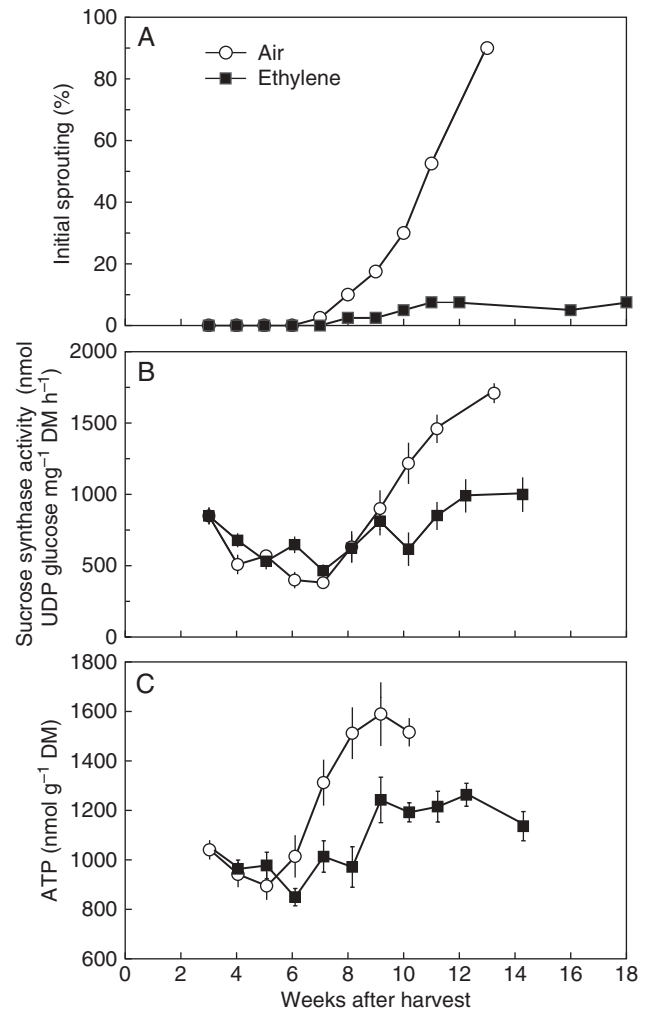 A
Air
Ethylene
Initial sprouting (%)
100
80
60
40
20
0
B
Sucrose synthase activity (nmol
UDP glucose mg⁻¹ DM h⁻¹)
2000
1500
1000
500
0
C
ATP (nmol g⁻¹ DM)
1800
1600
1400
1200
1000
800
600
0 2 4 6 8 10 12 14 16 18
Weeks after harvest